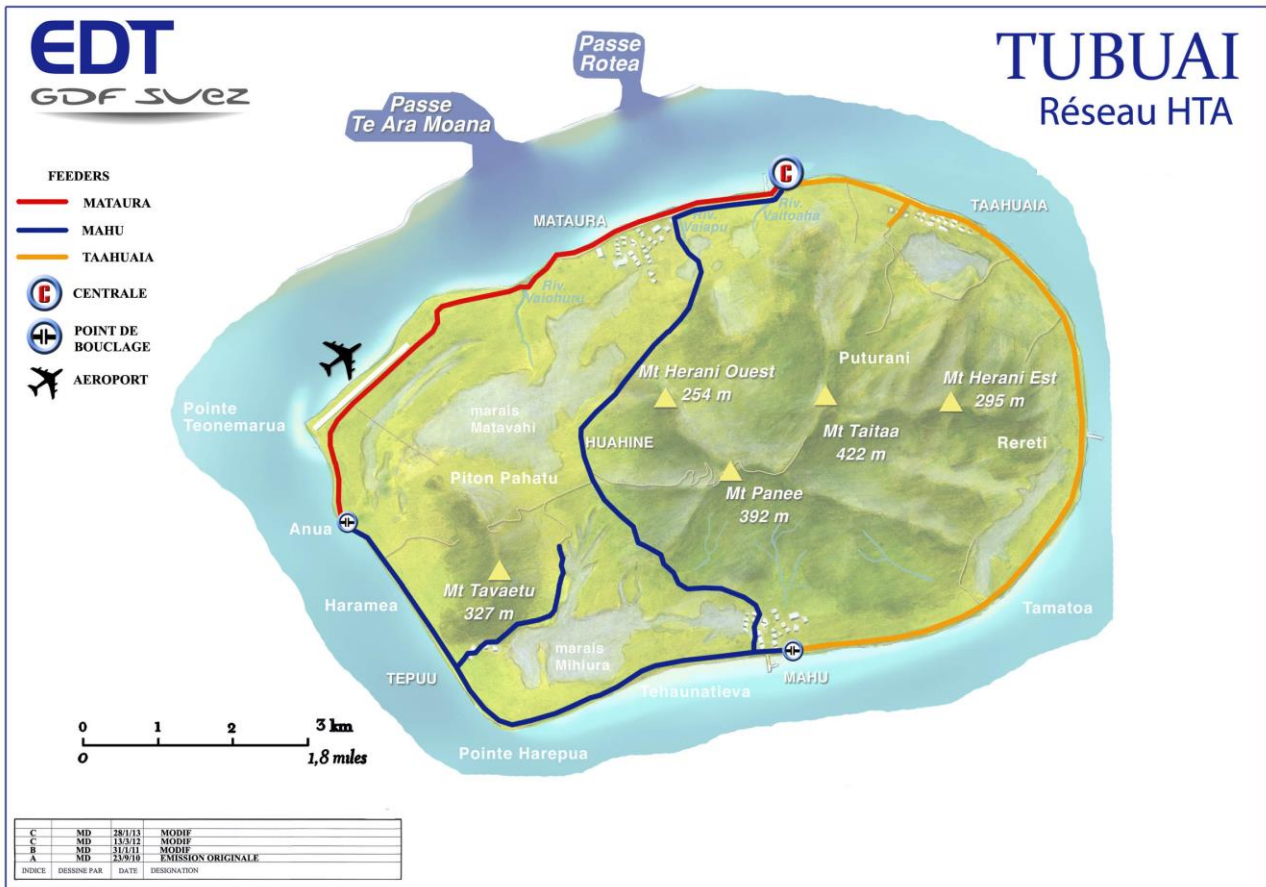 EDT
GDF SUEZ
TUBUAI
Réseau HTA
Passe
Rotea
Passe
Te Ara Moana
FEEDERS
MATAURA
MAHU
TAAHUAIA
C
CENTRALE
POINT DE
BOUCLAGE
AEROPORT
C
MATAURA
TAAHUAIA
Riv.
Vaiapu
Riv.
Vaitoaha
Riv.
Vaiohuru
Pointe
Teonemarua
Puturani
Mt Herani Ouest
254 m
Mt Herani Est
295 m
marais
Matavahi
HUAHINE
Mt Taitaa
422 m
Rereti
Piton Pahatu
Mt Panee
392 m
Anua
Mt Tavaetu
327 m
Haramea
Tamatoa
marais
Mihiura
TEPUU
Tehaunatieva
MAHU
Pointe Harepua
0 1 2 3 km
0 1,8 miles
C MD 28/1/13 MODIF
C MD 13/3/12 MODIF
B MD 31/1/11 MODIF
A MD 23/9/10 EMISSION ORIGINALE
INDICE DESSINE PAR DATE DESIGNATION